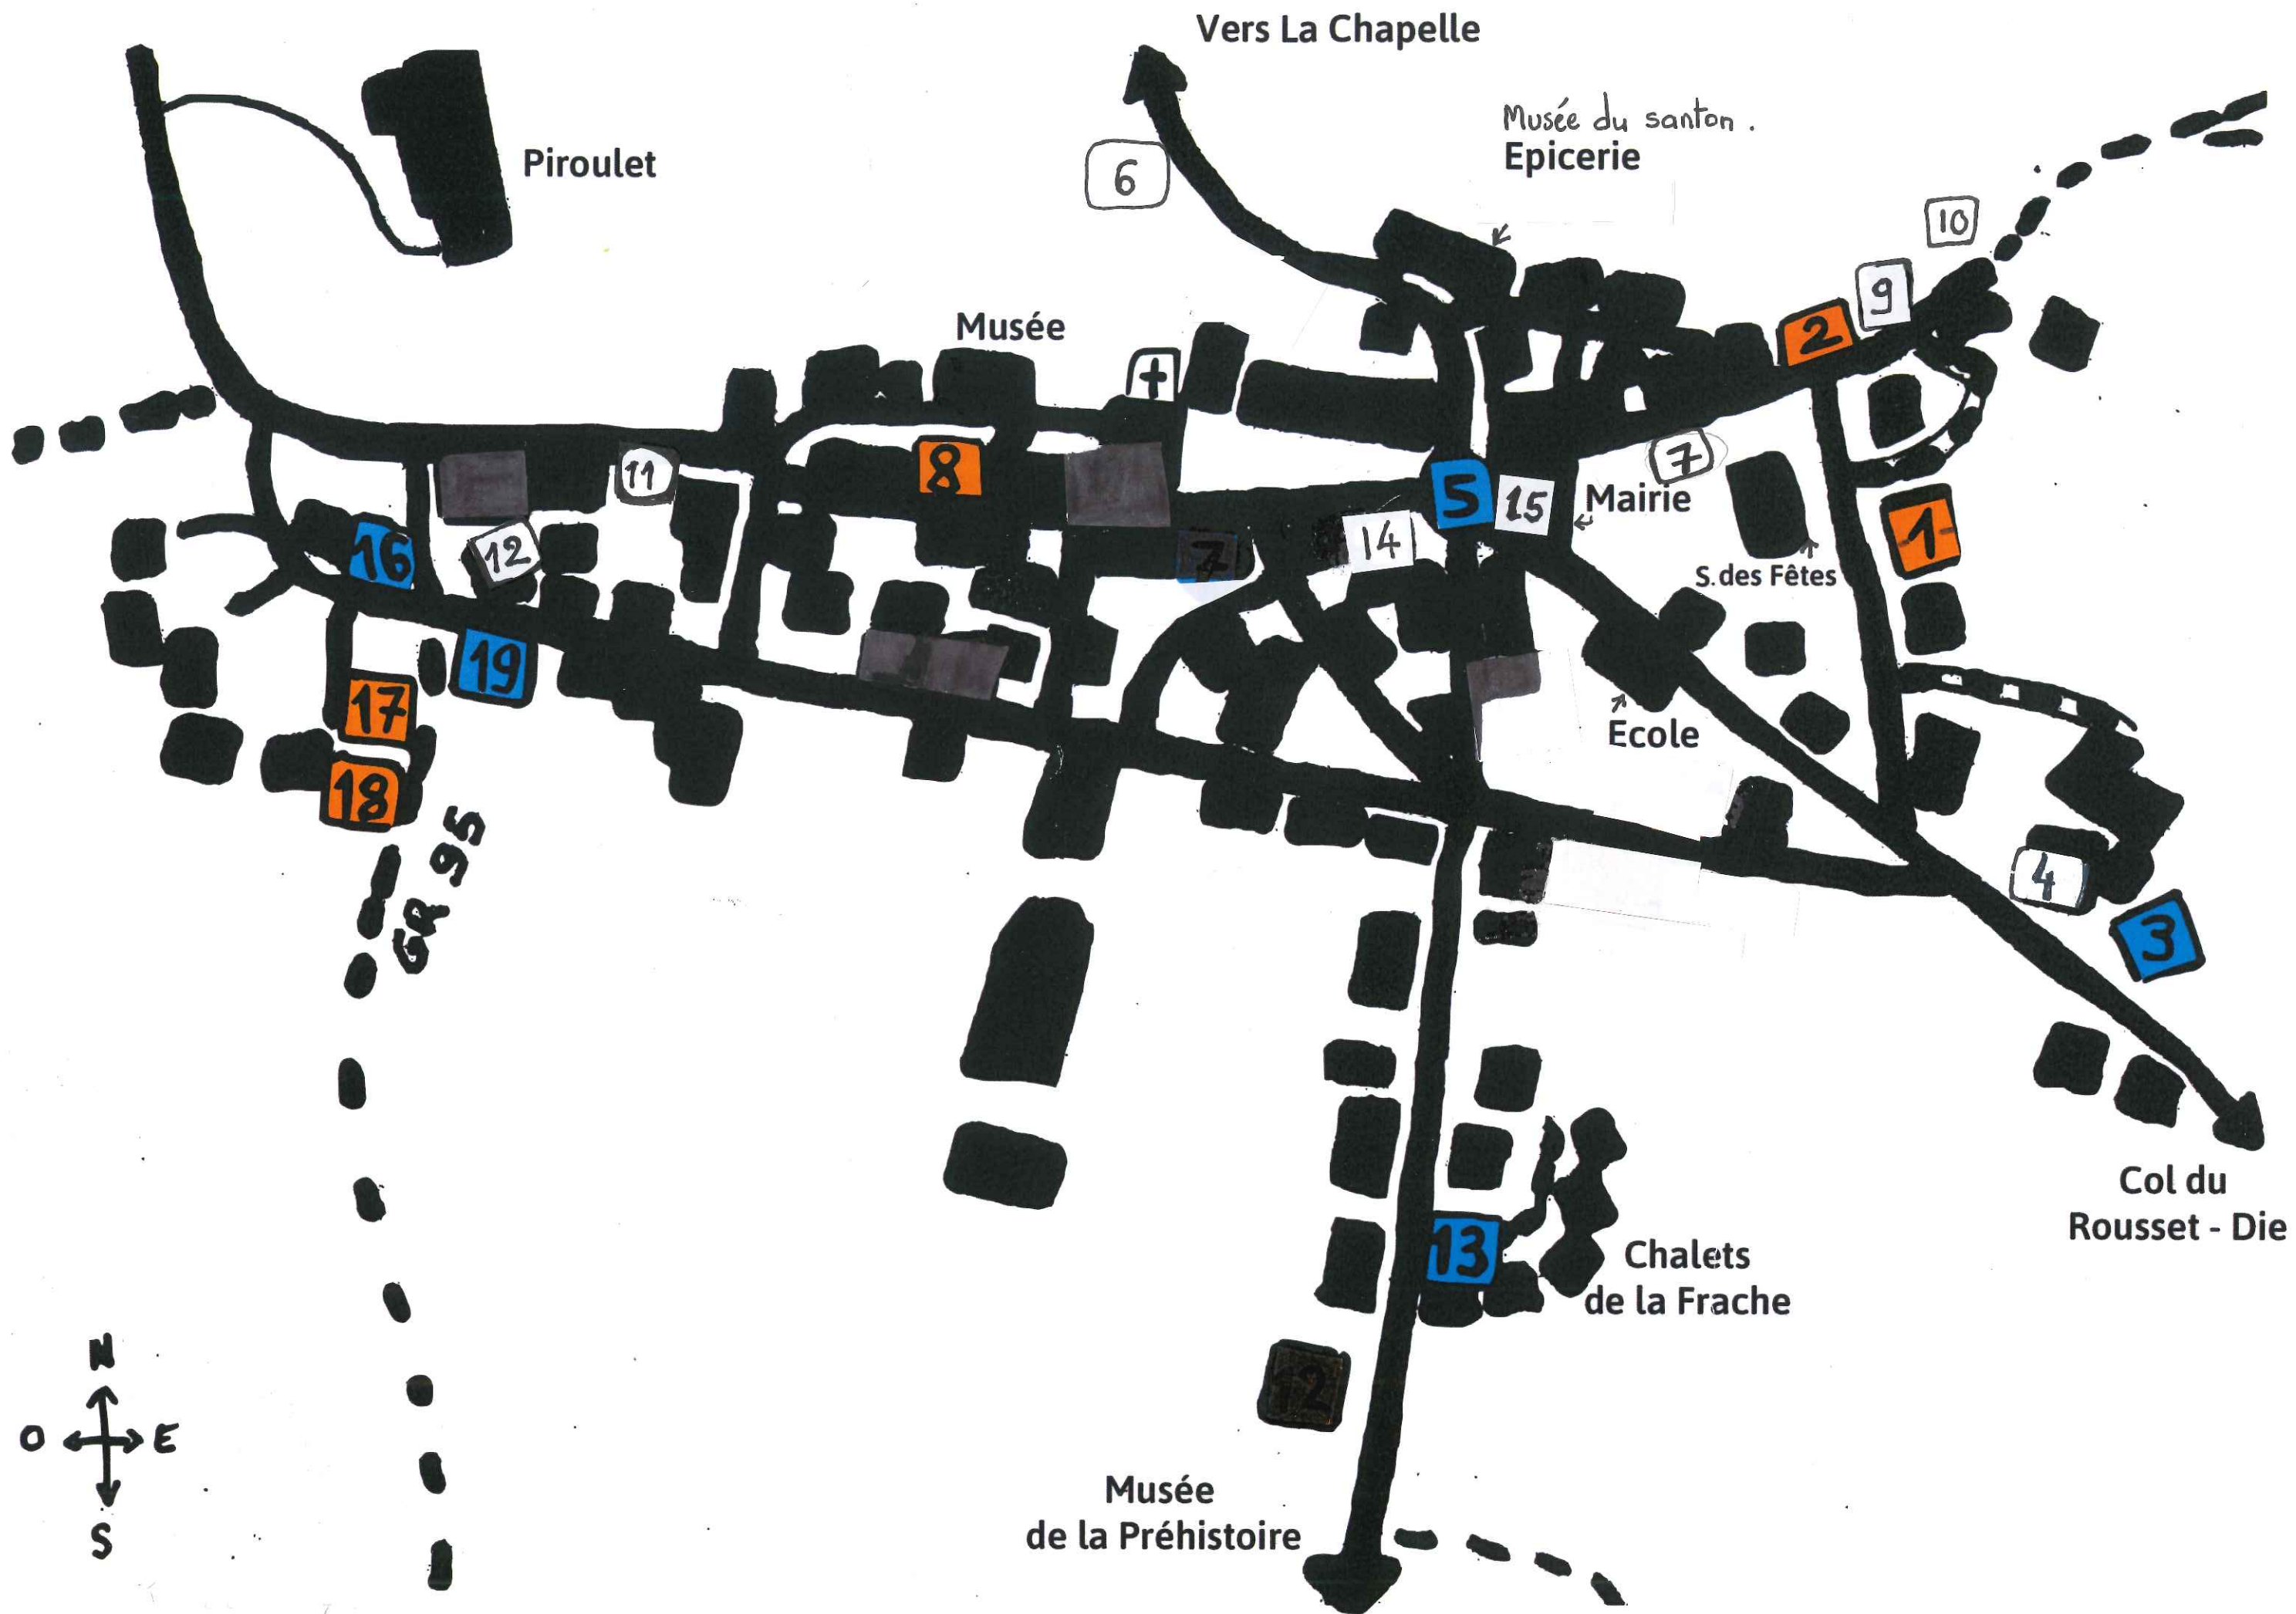 Vers La Chapelle
Musée du santon.
Epicerie
Piroulet
6
10
9
2
Musée
8
11
7
5
15
Mairie
1
14
7
S. des Fêtes
16
12
19
17
Ecole
18
GR 95
4
3
Col du
Rousset - Die
13
Chalets
de la Frache
12
N
O E
S
Musée
de la Préhistoire